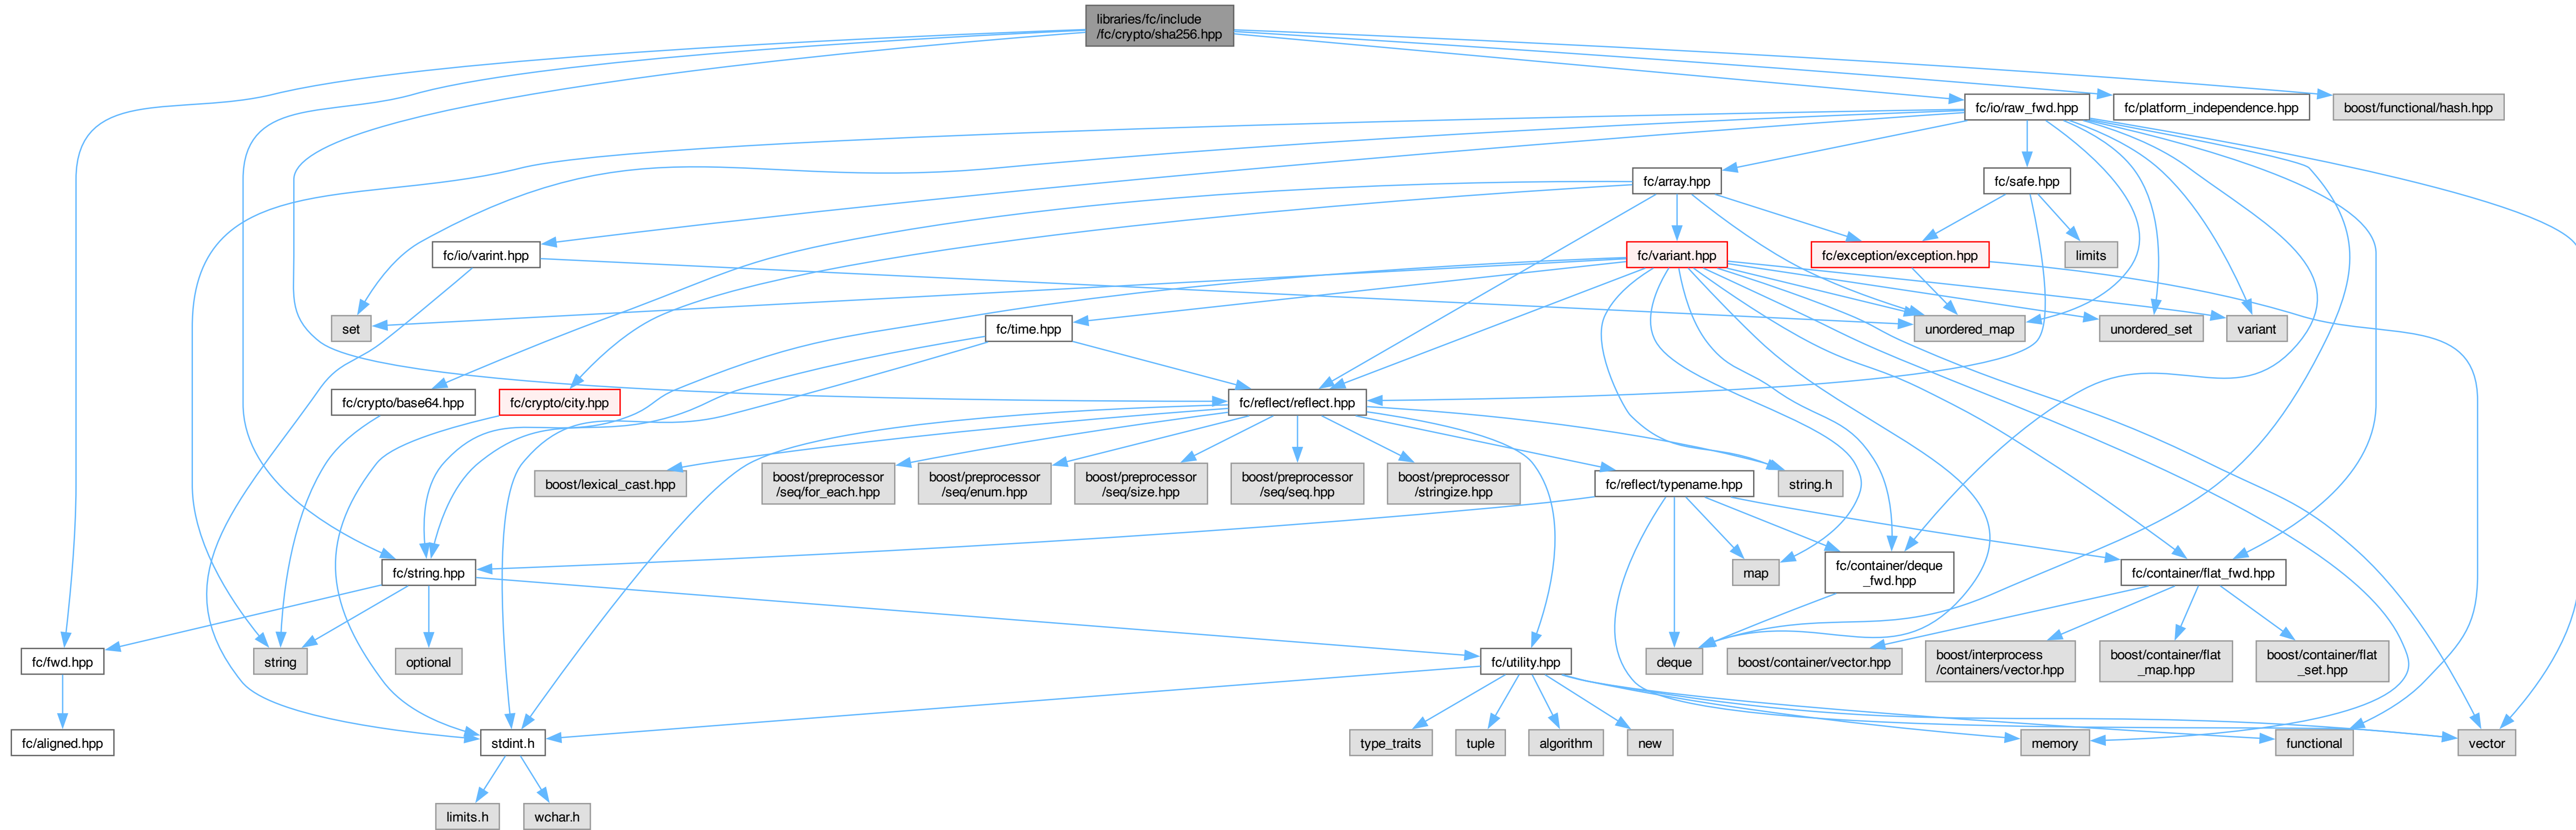 libraries/fc/include
/fc/crypto/sha256.hpp
fc/io/raw_fwd.hpp
fc/platform_independence.hpp
boost/functional/hash.hpp
fc/array.hpp
fc/safe.hpp
fc/io/varint.hpp
fc/variant.hpp
fc/exception/exception.hpp
limits
set
fc/time.hpp
unordered_map
unordered_set
variant
fc/crypto/base64.hpp
fc/crypto/city.hpp
fc/reflect/reflect.hpp
boost/lexical_cast.hpp
boost/preprocessor
/seq/for_each.hpp
boost/preprocessor
/seq/enum.hpp
boost/preprocessor
/seq/size.hpp
boost/preprocessor
/seq/seq.hpp
boost/preprocessor
/stringize.hpp
fc/reflect/typename.hpp
string.h
fc/string.hpp
map
fc/container/deque
_fwd.hpp
fc/container/flat_fwd.hpp
fc/fwd.hpp
string
optional
fc/utility.hpp
deque
boost/container/vector.hpp
boost/interprocess
/containers/vector.hpp
boost/container/flat
_map.hpp
boost/container/flat
_set.hpp
fc/aligned.hpp
stdint.h
type_traits
tuple
algorithm
new
memory
functional
vector
limits.h
wchar.h